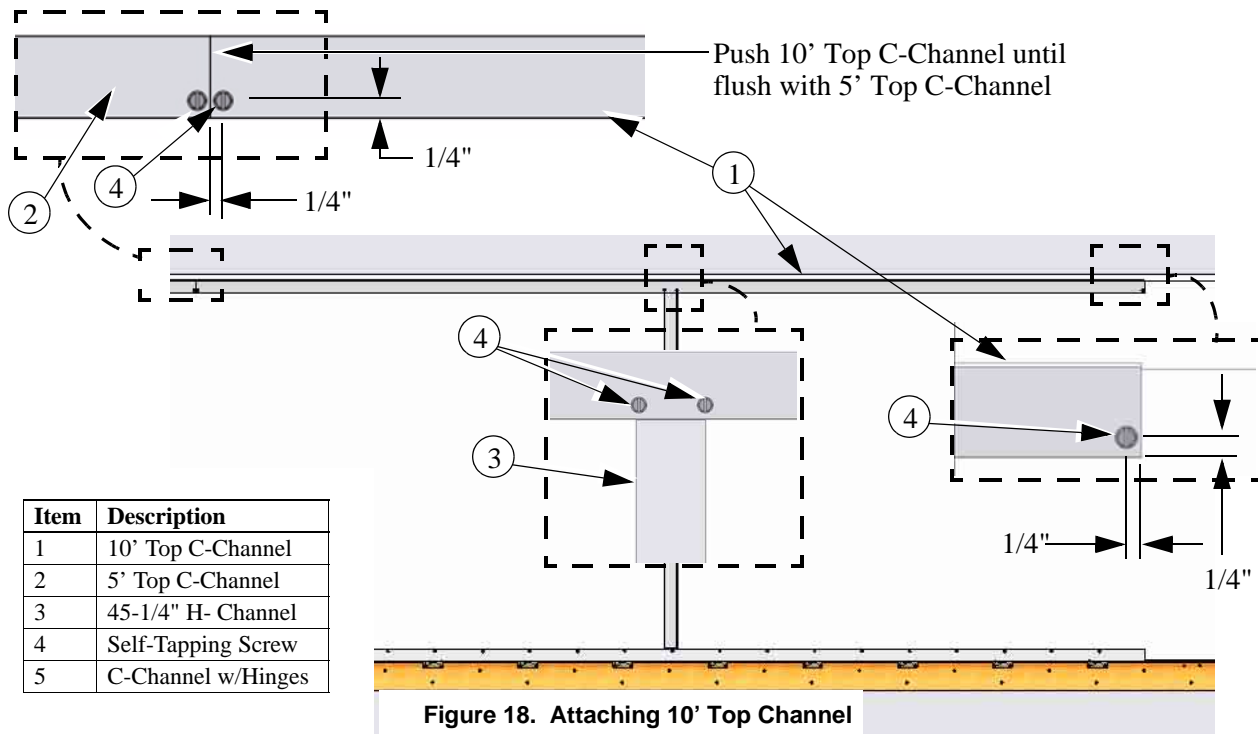 Push 10’ Top C-Channel until
flush with 5’ Top C-Channel
1/4"
1/4"
2
4
1
4
3
4
1/4"
1/4"
Item Description
1 10’ Top C-Channel
2 5’ Top C-Channel
3 45-1/4" H- Channel
4 Self-Tapping Screw
5 C-Channel w/Hinges
Figure 18. Attaching 10’ Top Channel